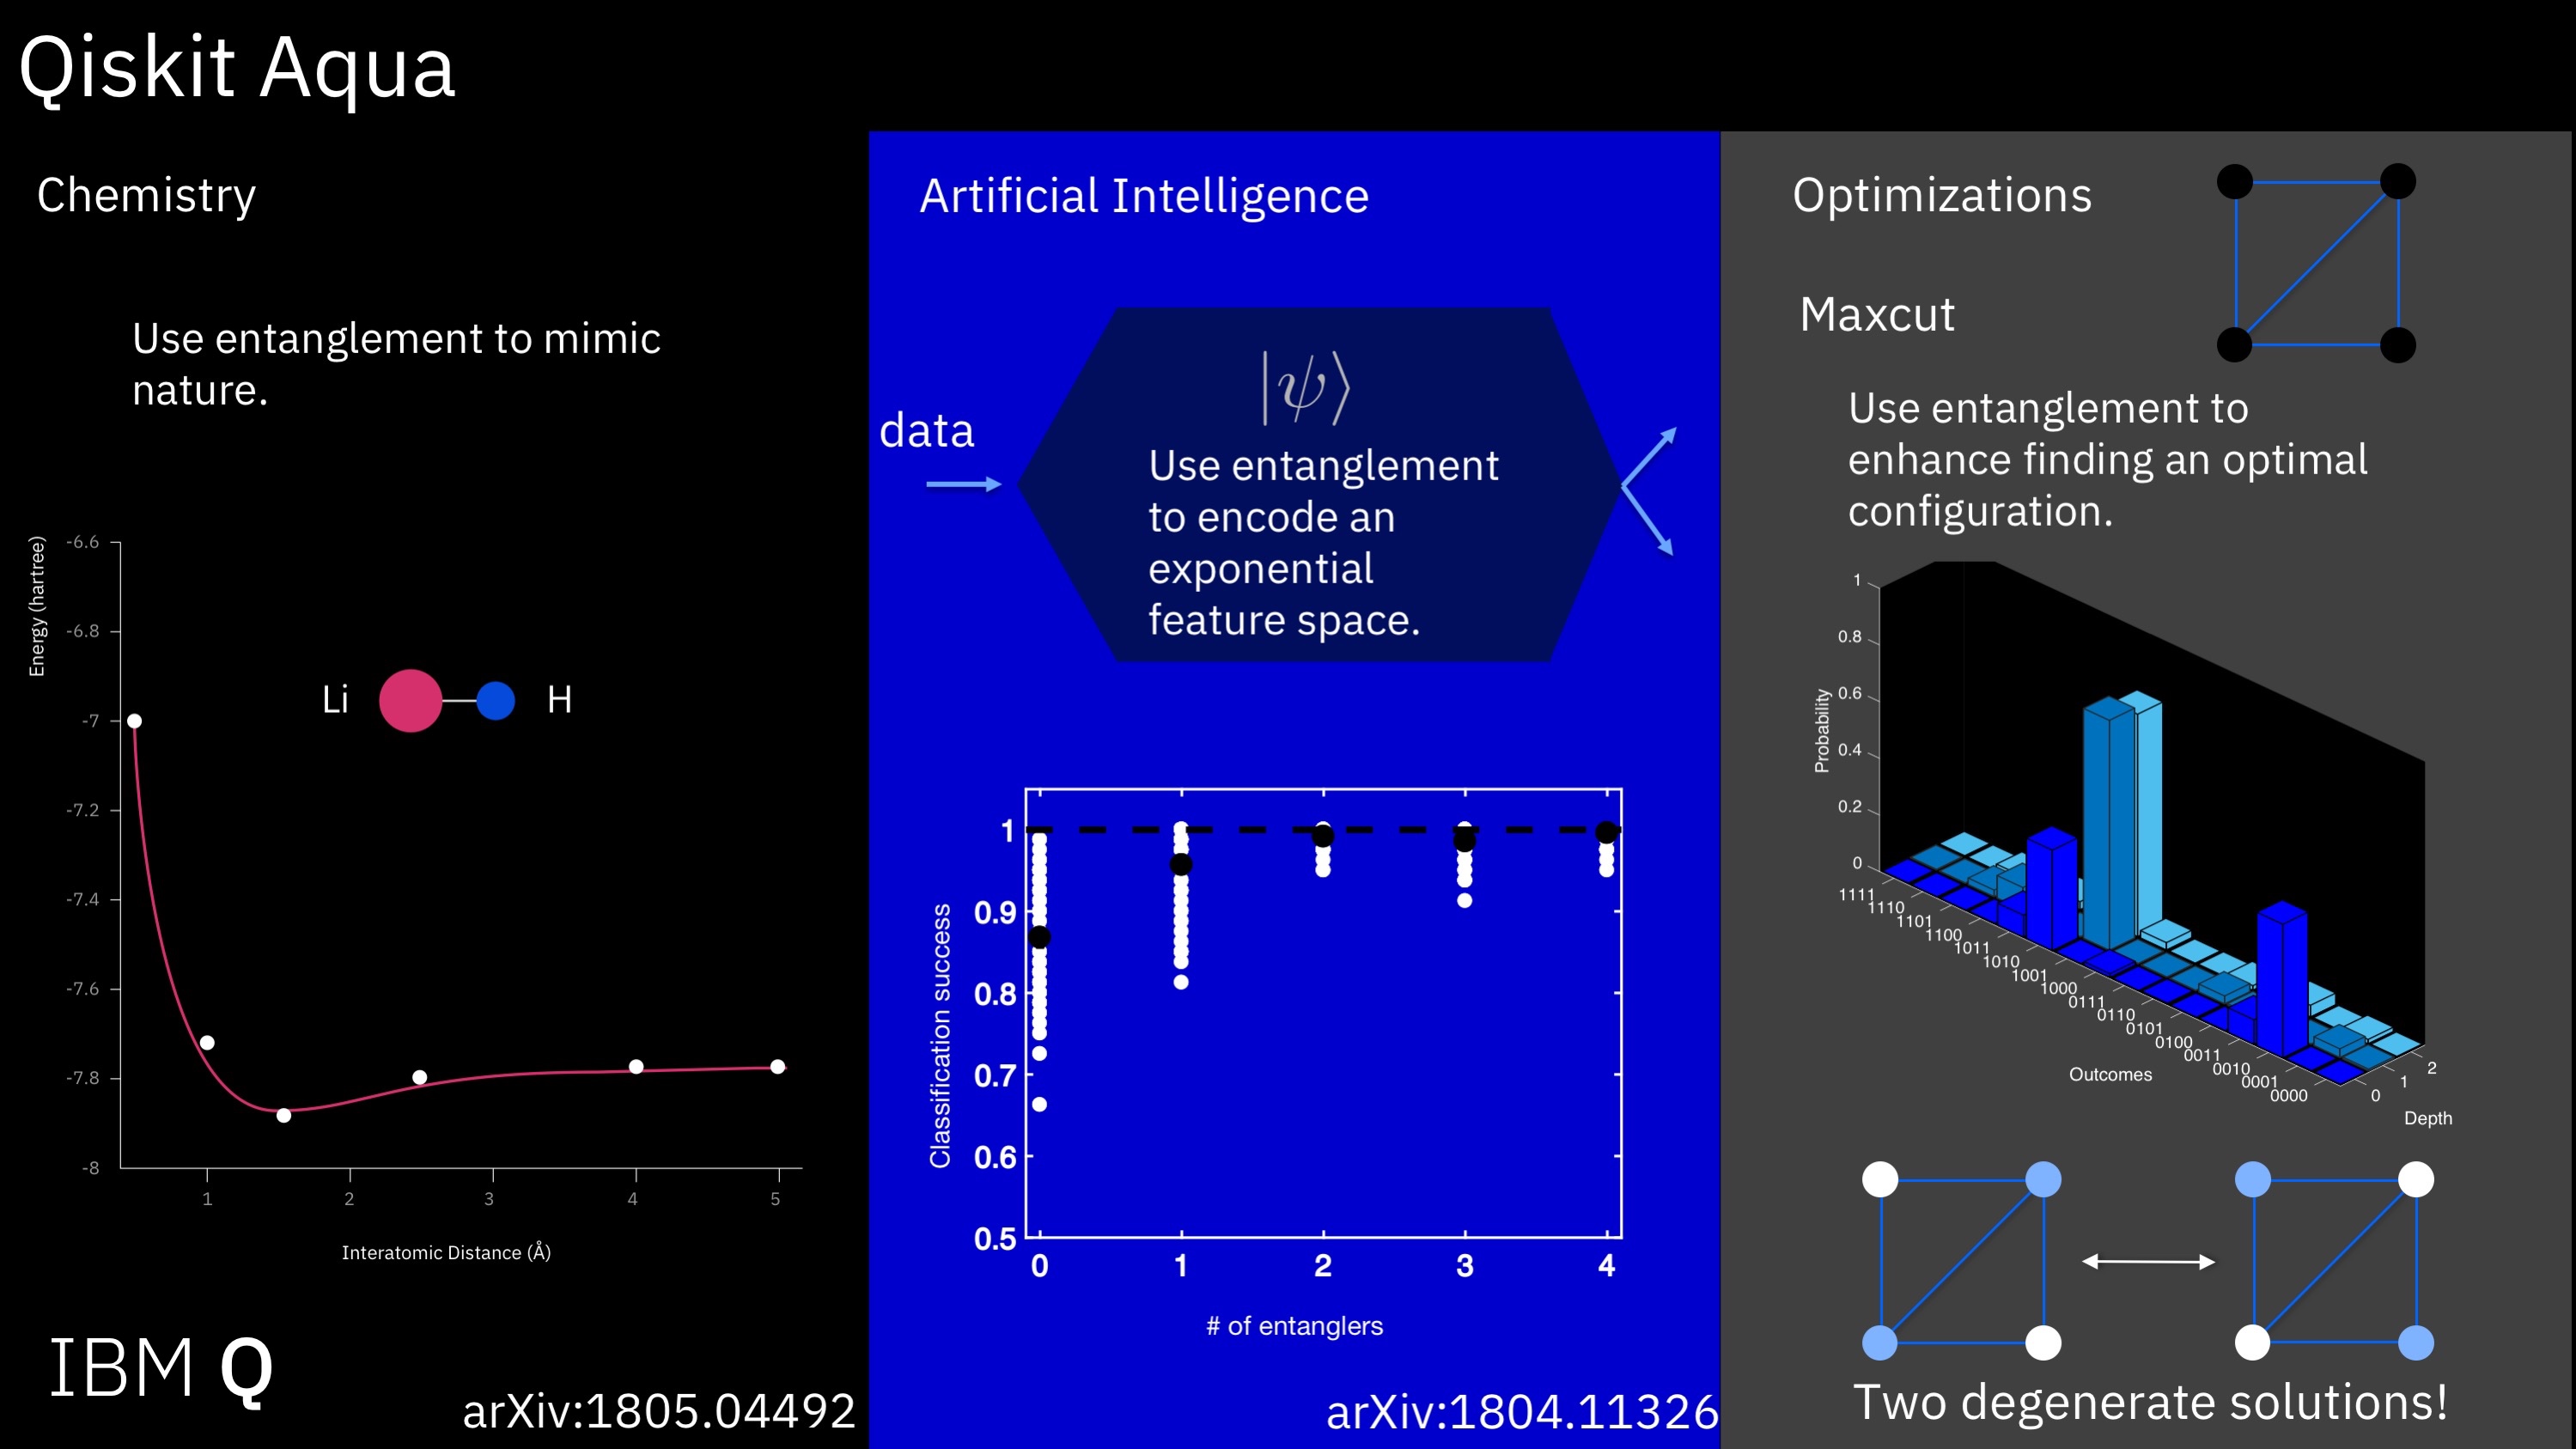 Qiskit Aqua
Chemistry
Use entanglement to mimic
nature.
Energy (hartree)
-6.6
-6.8
-7
-7.2
-7.4
-7.6
-7.8
-8
Li
H
1
2
3
4
5
Interatomic Distance (Å)
IBM Q
arXiv:1805.04492
Artificial Intelligence
data
|ψ⟩
Use entanglement
to encode an
exponential
feature space.
Classification success
1
0.9
0.8
0.7
0.6
0.5
0
1
2
3
4
# of entanglers
arXiv:1804.11326
Optimizations
Maxcut
Use entanglement to
enhance finding an optimal
configuration.
Probability
1
0.8
0.6
0.4
0.2
0
1111
1110
1101
1100
1011
1010
1001
1000
0111
0110
0101
0100
0011
0010
0001
0000
Outcomes
0
1
2
Depth
Two degenerate solutions!